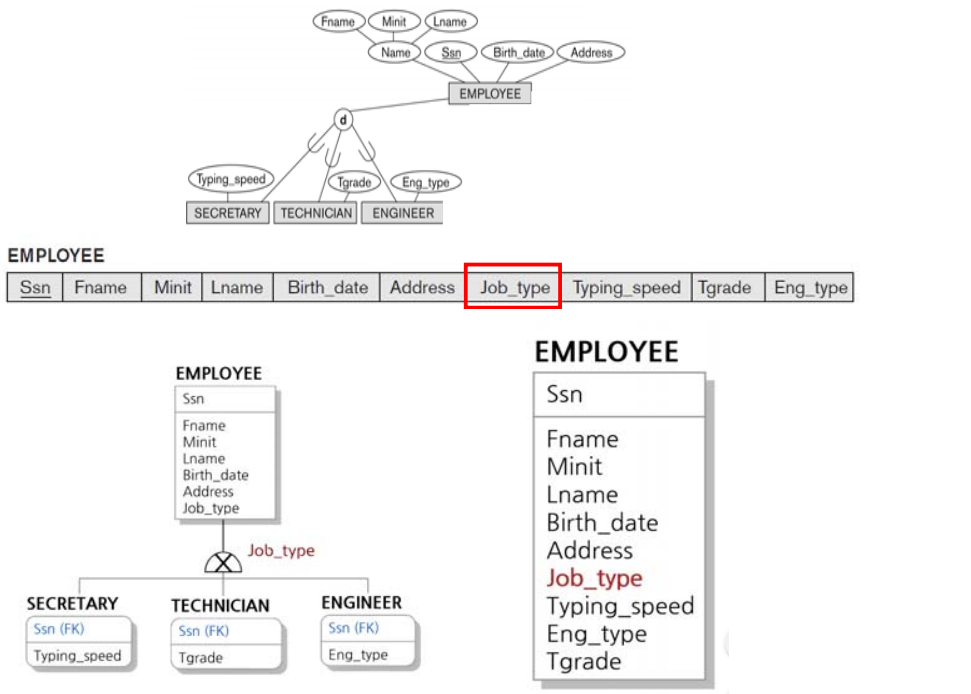 Fname Minit Lname
Name Ssn Birth_date Address
EMPLOYEE
d
Typing_speed Tgrade Eng_type
SECRETARY TECHNICIAN ENGINEER
EMPLOYEE
Ssn Fname Minit Lname Birth_date Address Job_type Typing_speed Tgrade Eng_type
EMPLOYEE
Ssn
Fname
Minit
Lname
Birth_date
Address
Job_type
Job_type
SECRETARY
Ssn (FK)
Typing_speed
TECHNICIAN
Ssn (FK)
Tgrade
ENGINEER
Ssn (FK)
Eng_type
EMPLOYEE
Ssn
Fname
Minit
Lname
Birth_date
Address
Job_type
Typing_speed
Eng_type
Tgrade